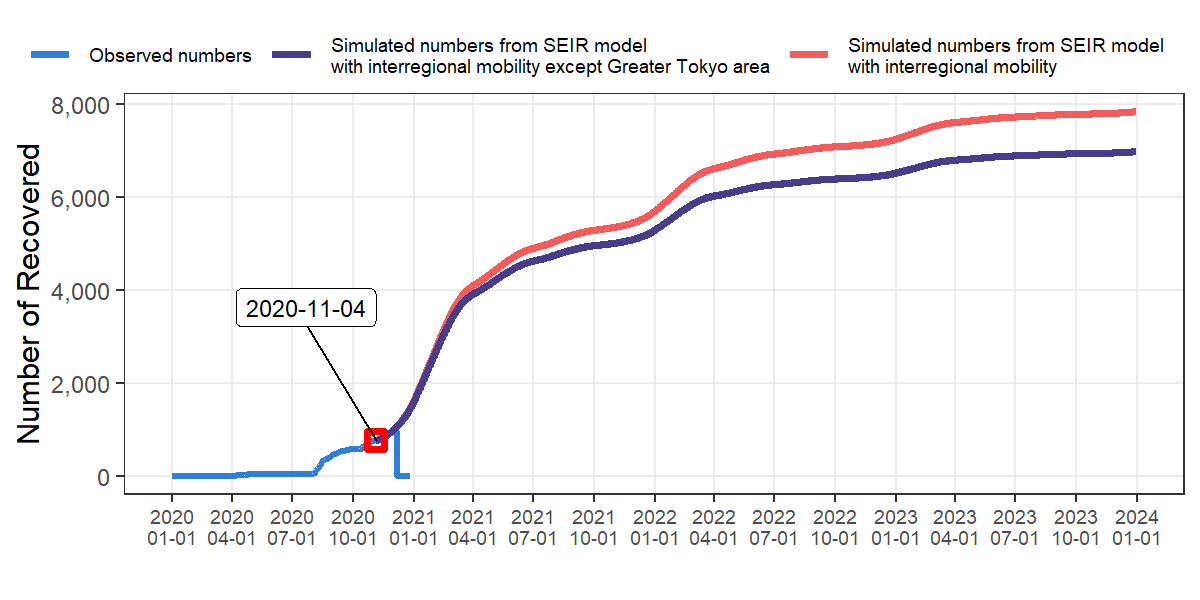 Observed numbers
Simulated numbers from SEIR model
with interregional mobility except Greater Tokyo area
Simulated numbers from SEIR model
with interregional mobility
Number of Recovered
8,000
6,000
4,000
2,000
0
2020-11-04
2020 2020 2020 2020 2021 2021 2021 2021 2022 2022 2022 2022 2023 2023 2023 2023 2024
01-01 04-01 07-01 10-01 01-01 04-01 07-01 10-01 01-01 04-01 07-01 10-01 01-01 04-01 07-01 10-01 01-01